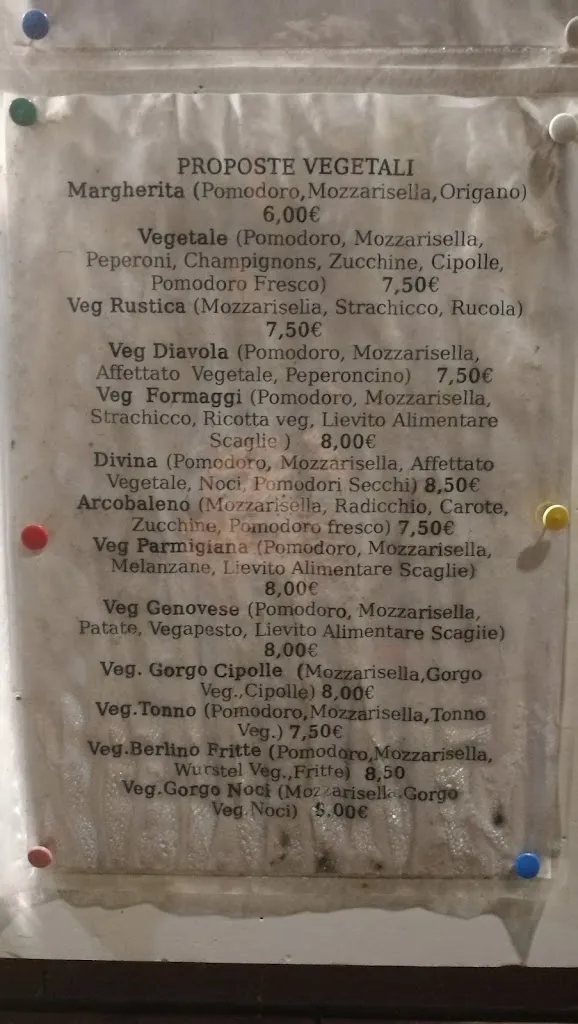 PROPOSTE VEGETALI
Margherita (Pomodoro,Mozzarisella,Origano)
6,00€
Vegetale (Pomodoro, Mozzarisella,
Peperoni, Champignons, Zucchine, Cipolle,
Pomodoro Fresco) 7,50€
Veg Rustica (Mozzarisella, Strachicco, Rucola)
7,50€
Veg Diavola (Pomodoro, Mozzarisella,
Affettato Vegetale, Peperoncino) 7,50€
Veg Formaggi (Pomodoro, Mozzarisella,
Strachicco, Ricotta veg, Lievito Alimentare
Scaglie ) 8,00€
Divina (Pomodoro, Mozzarisella, Affettato
Vegetale, Noci, Pomodori Secchi) 8,50€
Arcobaleno (Mozzarisella, Radicchio, Carote,
Zucchine, Pomodoro fresco) 7,50€
Veg Parmigiana (Pomodoro, Mozzarisella,
Melanzane, Lievito Alimentare Scaglie)
8,00€
Veg Genovese (Pomodoro, Mozzarisella,
Patate, Vegapesto, Lievito Alimentare Scaglie)
8,00€
Veg. Gorgo Cipolle (Mozzarisella,Gorgo
Veg.,Cipolle) 8,00€
Veg.Tonno (Pomodoro,Mozzarisella,Tonno
Veg.) 7,50€
Veg.Berlino Fritte (Pomodoro,Mozzarisella,
Wurstel Veg.,Fritte) 8,50
Veg.Gorgo Noci (Mozzarisella,Gorgo
Veg.Noci)